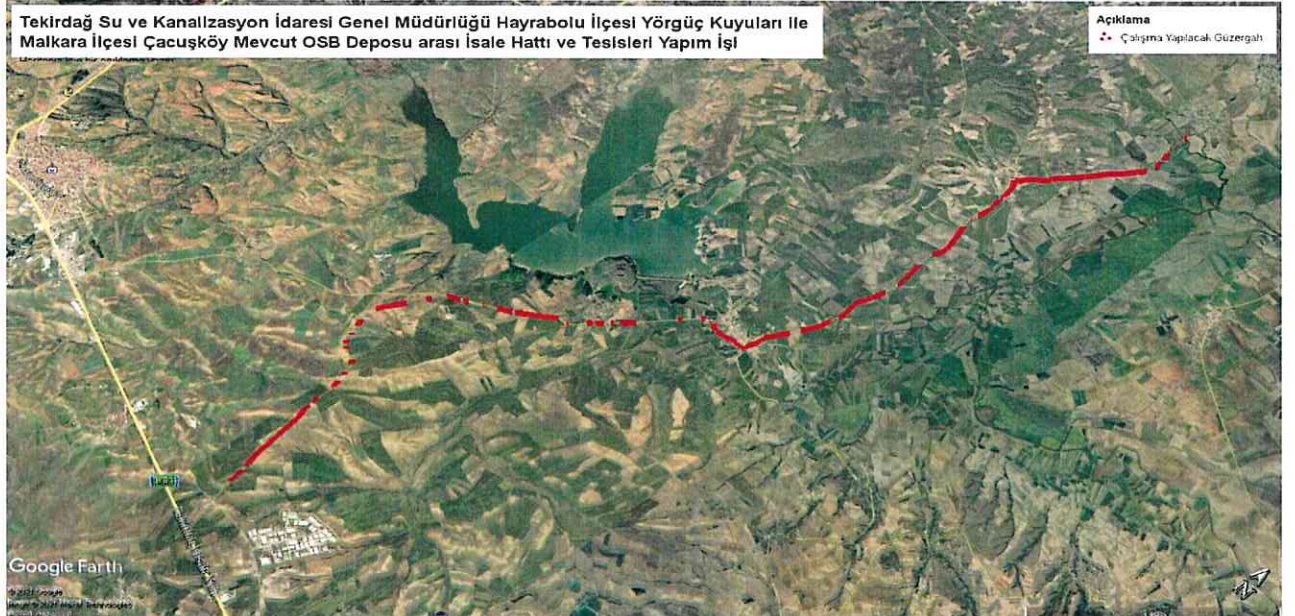 Tekirdağ Su ve Kanalizasyon İdaresi Genel Müdürlüğü Hayrabolu İlçesi Yörgüç Kuyuları ile
Malkara İlçesi Çacuşköy Mevcut OSB Deposu arası İsale Hattı ve Tesisleri Yapım İşi
Açıklama
Çalışma Yapılacak Güzergah
Google Earth